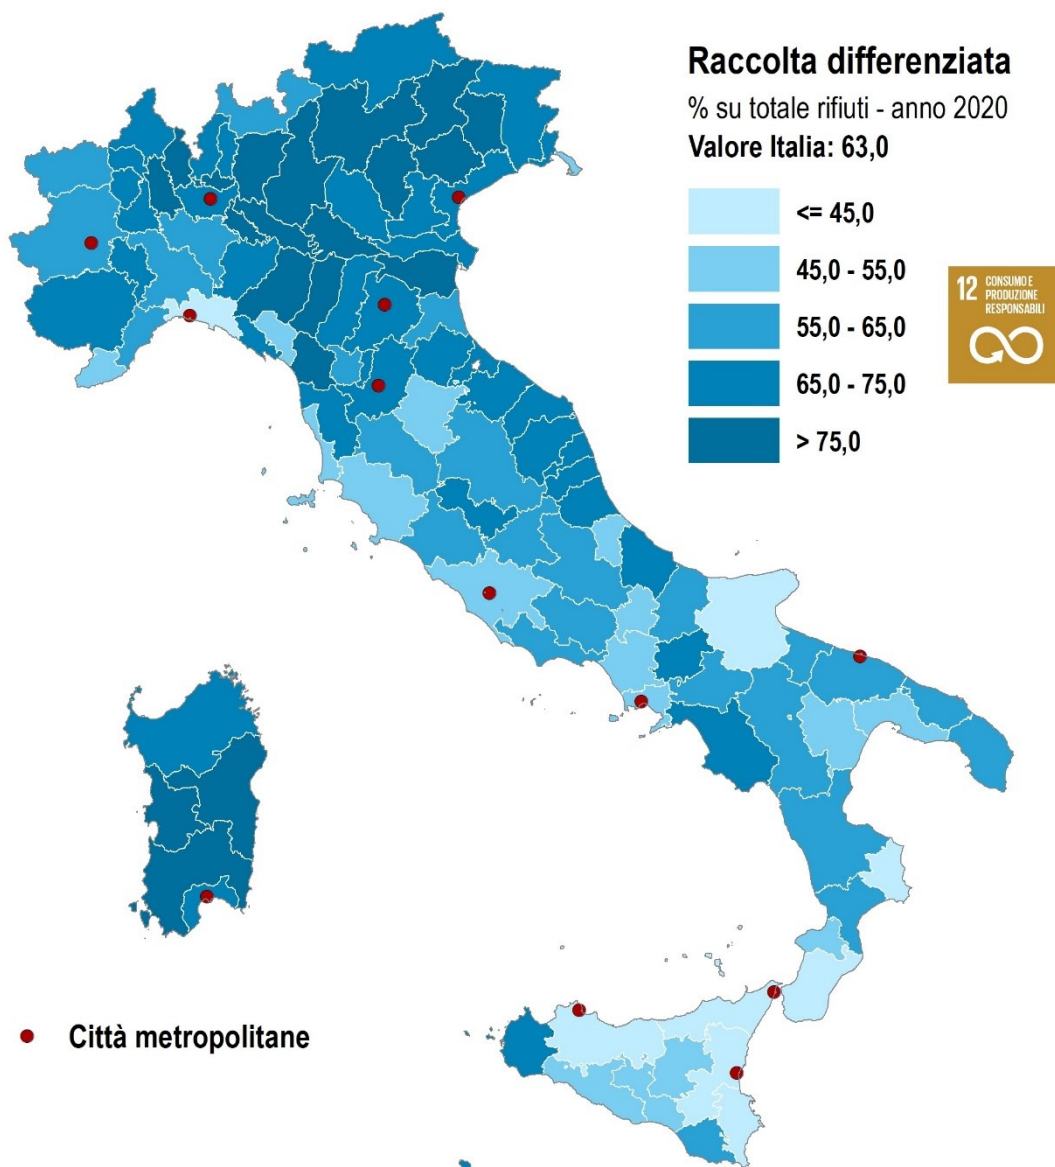 Raccolta differenziata
% su totale rifiuti - anno 2020
Valore Italia: 63,0
<= 45,0
45,0 - 55,0
55,0 - 65,0
65,0 - 75,0
> 75,0
12 CONSUMO E
PRODUZIONE
RESPONSABILI
Città metropolitane